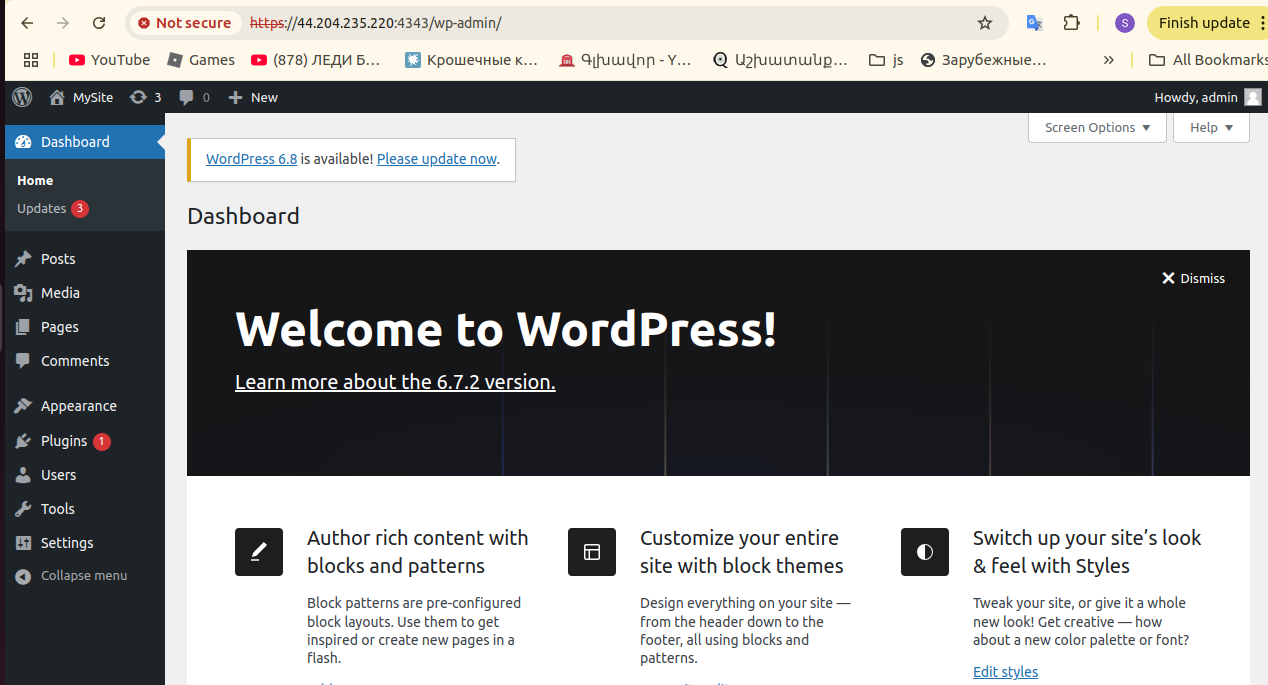 Not secure https://44.204.235.220:4343/wp-admin/ S Finish update
YouTube Games (878) ЛЕДИ Б... Крошечные к... Գլխավոր - Y... Աշխատանք... js Зарубежные... » All Bookmarks
MySite 3 0 New Howdy, admin
Dashboard
Home
Updates 3
Posts
Media
Pages
Comments
Appearance
Plugins 1
Users
Tools
Settings
Collapse menu
Screen Options Help
WordPress 6.8 is available! Please update now.
Dashboard
Dismiss
Welcome to WordPress!
Learn more about the 6.7.2 version.
Author rich content with
blocks and patterns
Block patterns are pre-configured
block layouts. Use them to get
inspired or create new pages in a
flash.
Customize your entire
site with block themes
Design everything on your site —
from the header down to the
footer, all using blocks and
patterns.
Switch up your site’s look
& feel with Styles
Tweak your site, or give it a whole
new look! Get creative — how
about a new color palette or font?
Edit styles